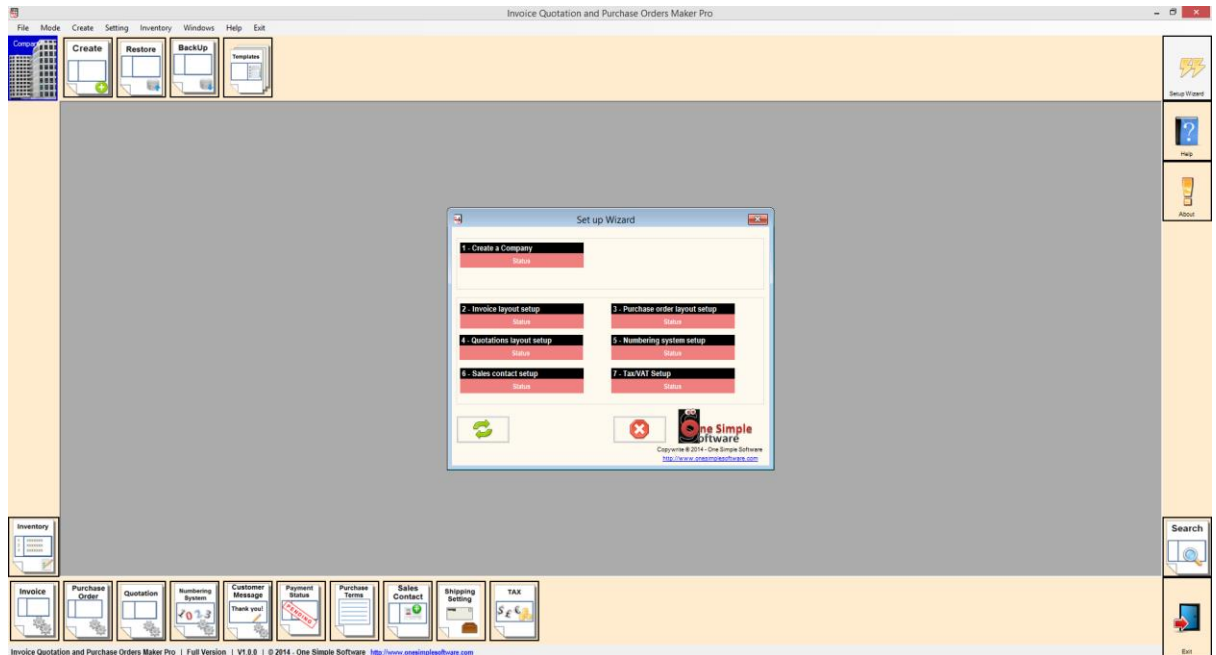 Invoice Quotation and Purchase Orders Maker Pro
File Mode Create Setting Inventory Windows Help Exit
Company
Create
Restore
BackUp
Templates
Setup Wizard
Help
About
Set up Wizard
1 - Create a Company
Status
2 - Invoice layout setup
Status
3 - Purchase order layout setup
Status
4 - Quotations layout setup
Status
5 - Numbering system setup
Status
6 - Sales contact setup
Status
7 - Tax/VAT Setup
Status
One Simple
Software
Copywrite © 2014 - One Simple Software
http://www.onesimplesoftware.com
Inventory
Search
Invoice
Purchase
Order
Quotation
Numbering
System
1 0 2 3
Customer
Message
Thank you!
Payment
Status
PENDING
Purchase
Terms
Sales
Contact
Shipping
Setting
TAX
$ £ €
Exit
Invoice Quotation and Purchase Orders Maker Pro | Full Version | V1.0.0 | © 2014 - One Simple Software http://www.onesimplesoftware.com